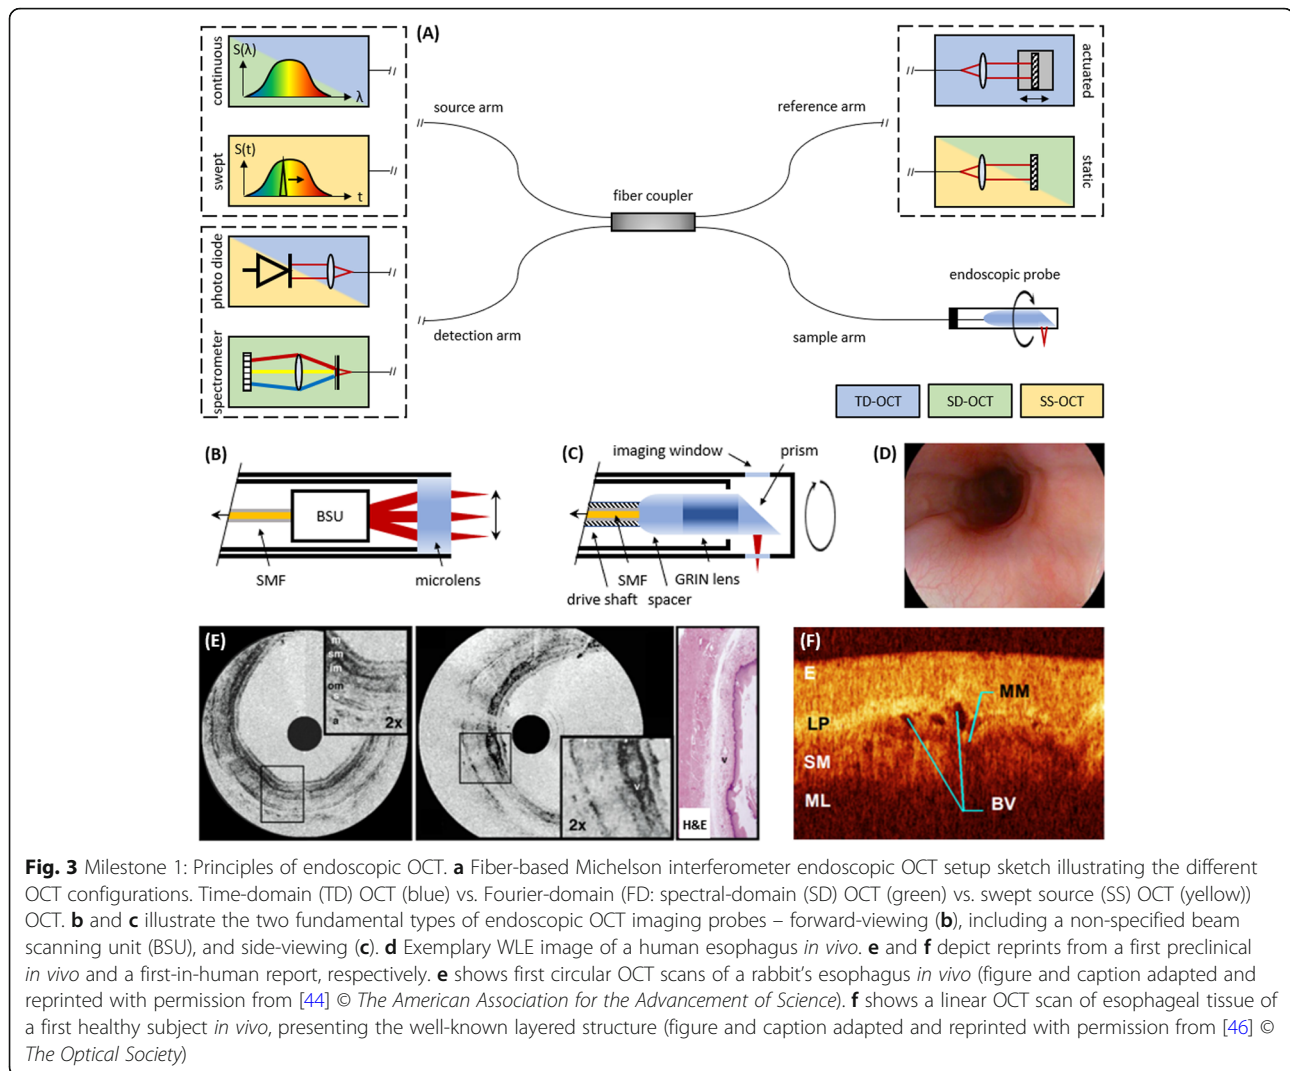 (A)
continuous
S(λ)
λ
swept
S(t)
t
source arm
reference arm
actuated
static
fiber coupler
photo diode
spectrometer
detection arm
sample arm
endoscopic probe
TD-OCT
SD-OCT
SS-OCT
(B)
BSU
SMF
microlens
(C)
imaging window
prism
SMF
GRIN lens
drive shaft
spacer
(D)
(E)
m
sm
im
om
a
2x
v
2x
v
H&E
(F)
E
MM
LP
SM
ML
BV
Fig. 3 Milestone 1: Principles of endoscopic OCT. a Fiber-based Michelson interferometer endoscopic OCT setup sketch illustrating the different
OCT configurations. Time-domain (TD) OCT (blue) vs. Fourier-domain (FD: spectral-domain (SD) OCT (green) vs. swept source (SS) OCT (yellow))
OCT. b and c illustrate the two fundamental types of endoscopic OCT imaging probes – forward-viewing (b), including a non-specified beam
scanning unit (BSU), and side-viewing (c). d Exemplary WLE image of a human esophagus in vivo. e and f depict reprints from a first preclinical
in vivo and a first-in-human report, respectively. e shows first circular OCT scans of a rabbit's esophagus in vivo (figure and caption adapted and
reprinted with permission from [44] © The American Association for the Advancement of Science). f shows a linear OCT scan of esophageal tissue of
a first healthy subject in vivo, presenting the well-known layered structure (figure and caption adapted and reprinted with permission from [46] ©
The Optical Society)